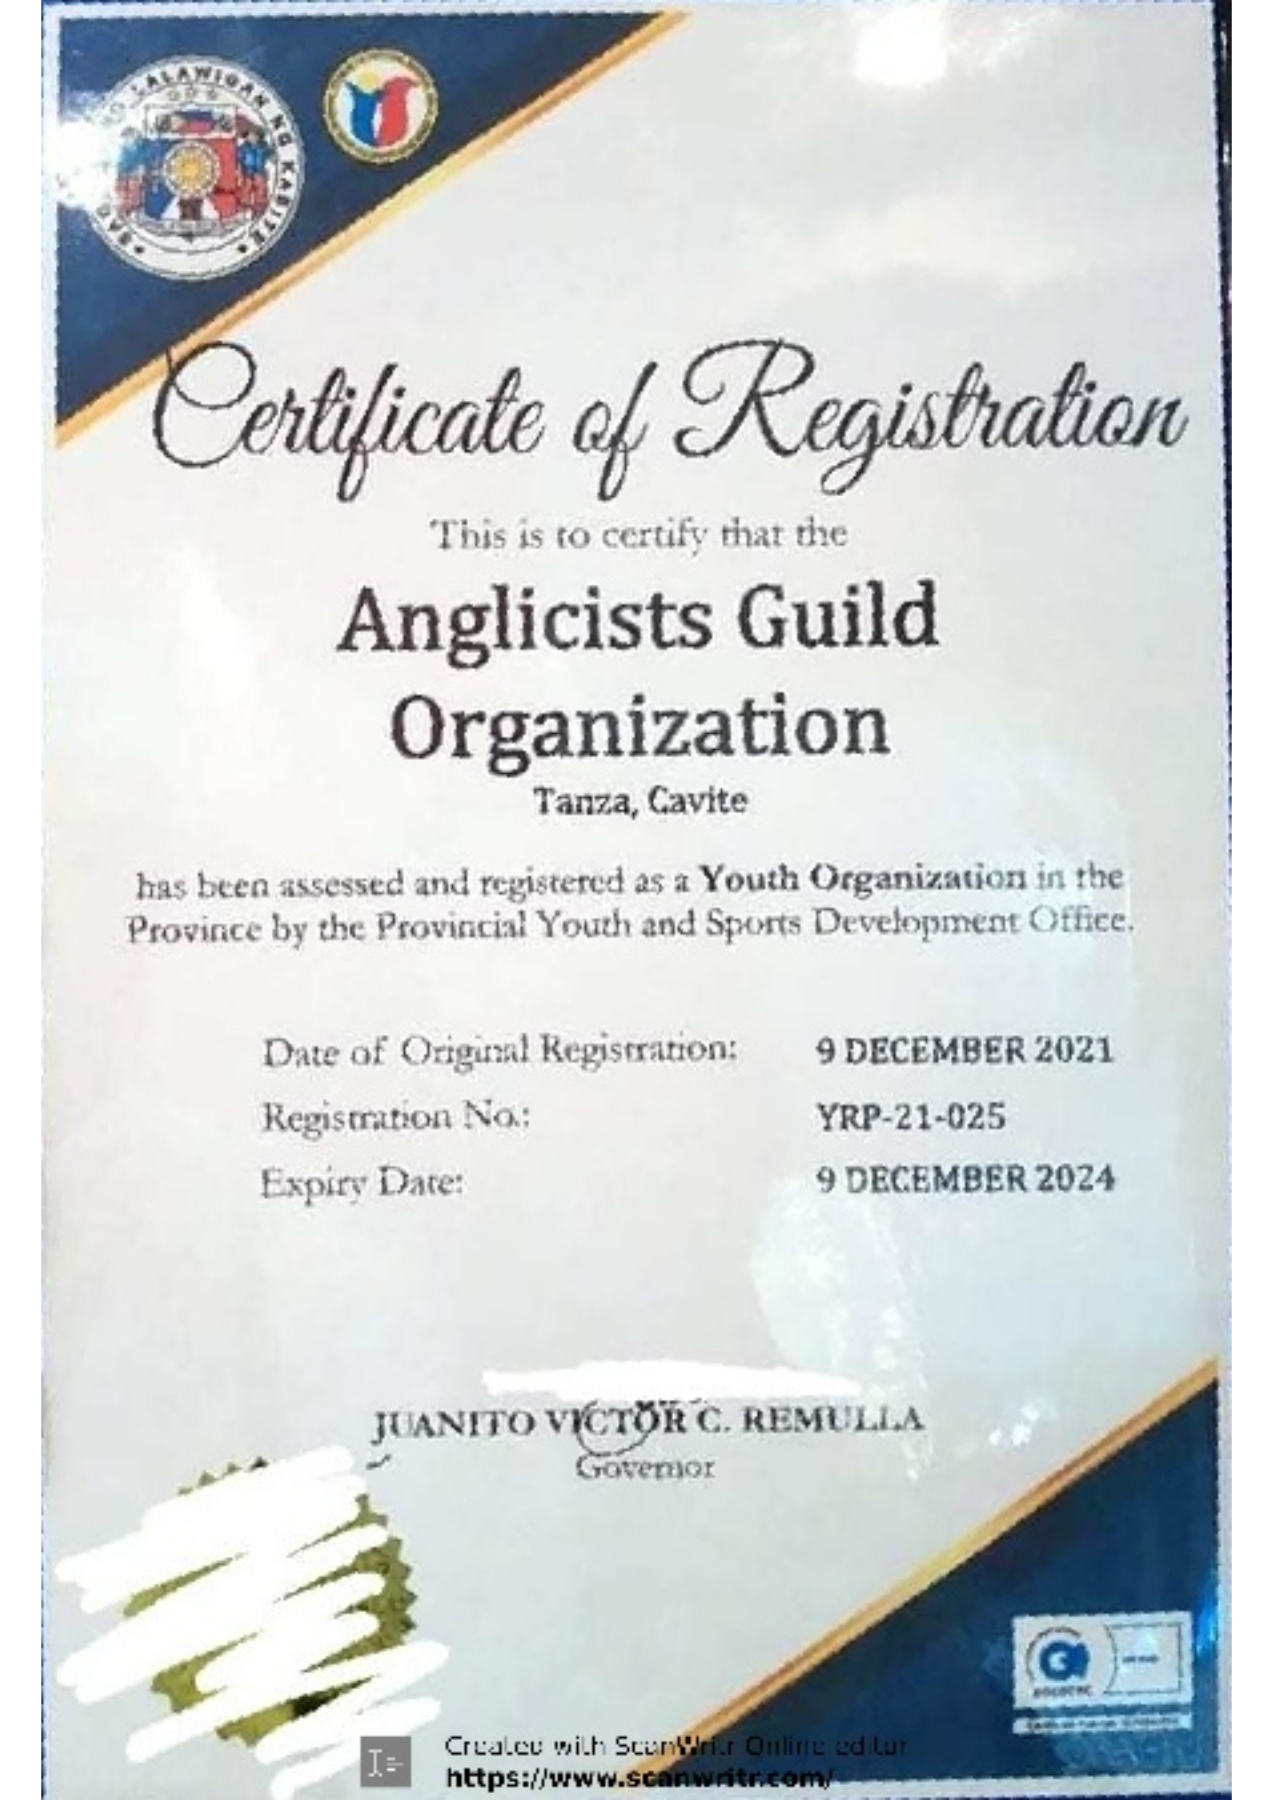 LALAWIGAN NG KABITE
Certificate of Registration
This is to certify that the
Anglicists Guild
Organization
Tanza, Cavite
has been assessed and registered as a Youth Organization in the
Province by the Provincial Youth and Sports Development Office.
Date of Original Registration: 9 DECEMBER 2021
Registration No.: YRP-21-025
Expiry Date: 9 DECEMBER 2024
JUANITO VICTOR C. REMULLA
Governor
Created with ScanWritr Online editor
https://www.scanwritr.com/